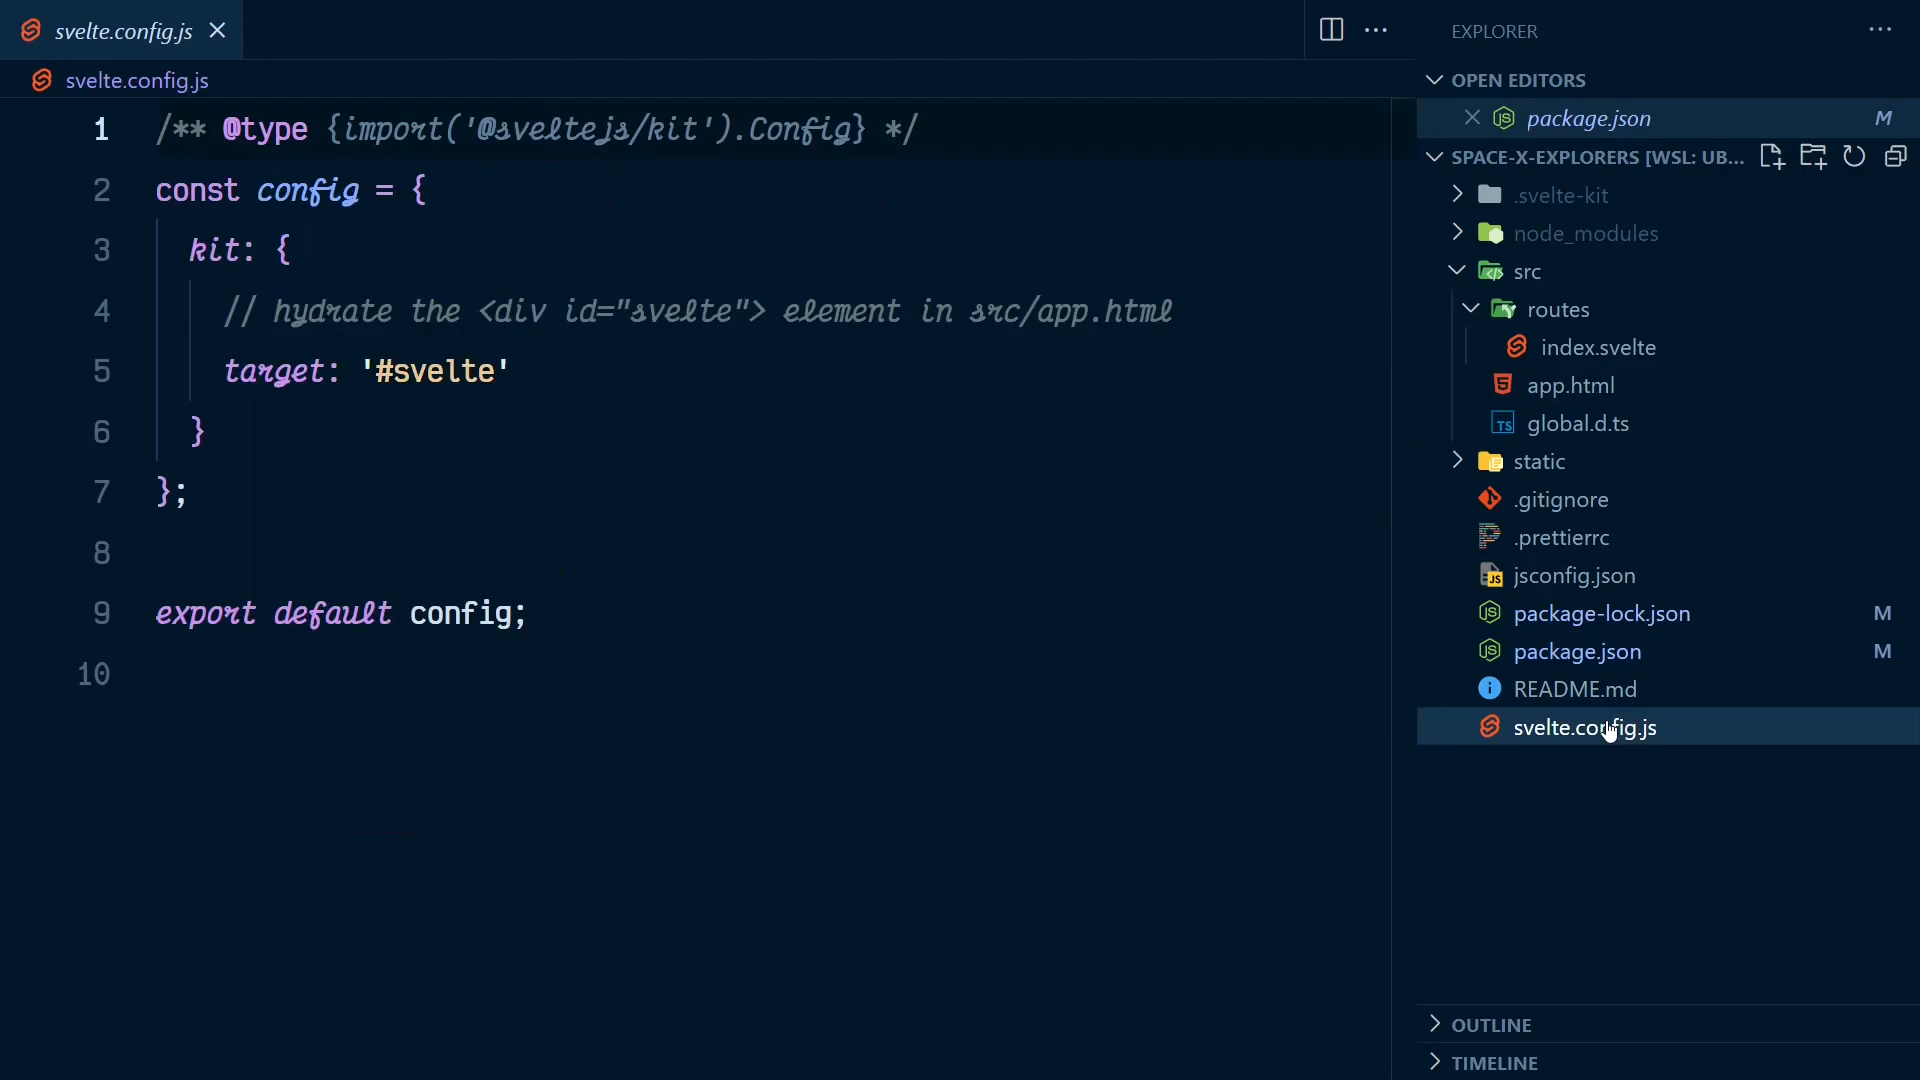 svelte.config.js
svelte.config.js
1 /** @type {import('@sveltejs/kit').Config} */
2 const config = {
3 kit: {
4 // hydrate the <div id="svelte"> element in src/app.html
5 target: '#svelte'
6 }
7 };
8
9 export default config;
10
EXPLORER
OPEN EDITORS
package.json M
SPACE-X-EXPLORERS [WSL: UB...
.svelte-kit
node_modules
src
routes
index.svelte
app.html
TS global.d.ts
static
.gitignore
.prettierrc
JS jsconfig.json
JS package-lock.json M
JS package.json M
README.md
svelte.config.js
OUTLINE
TIMELINE